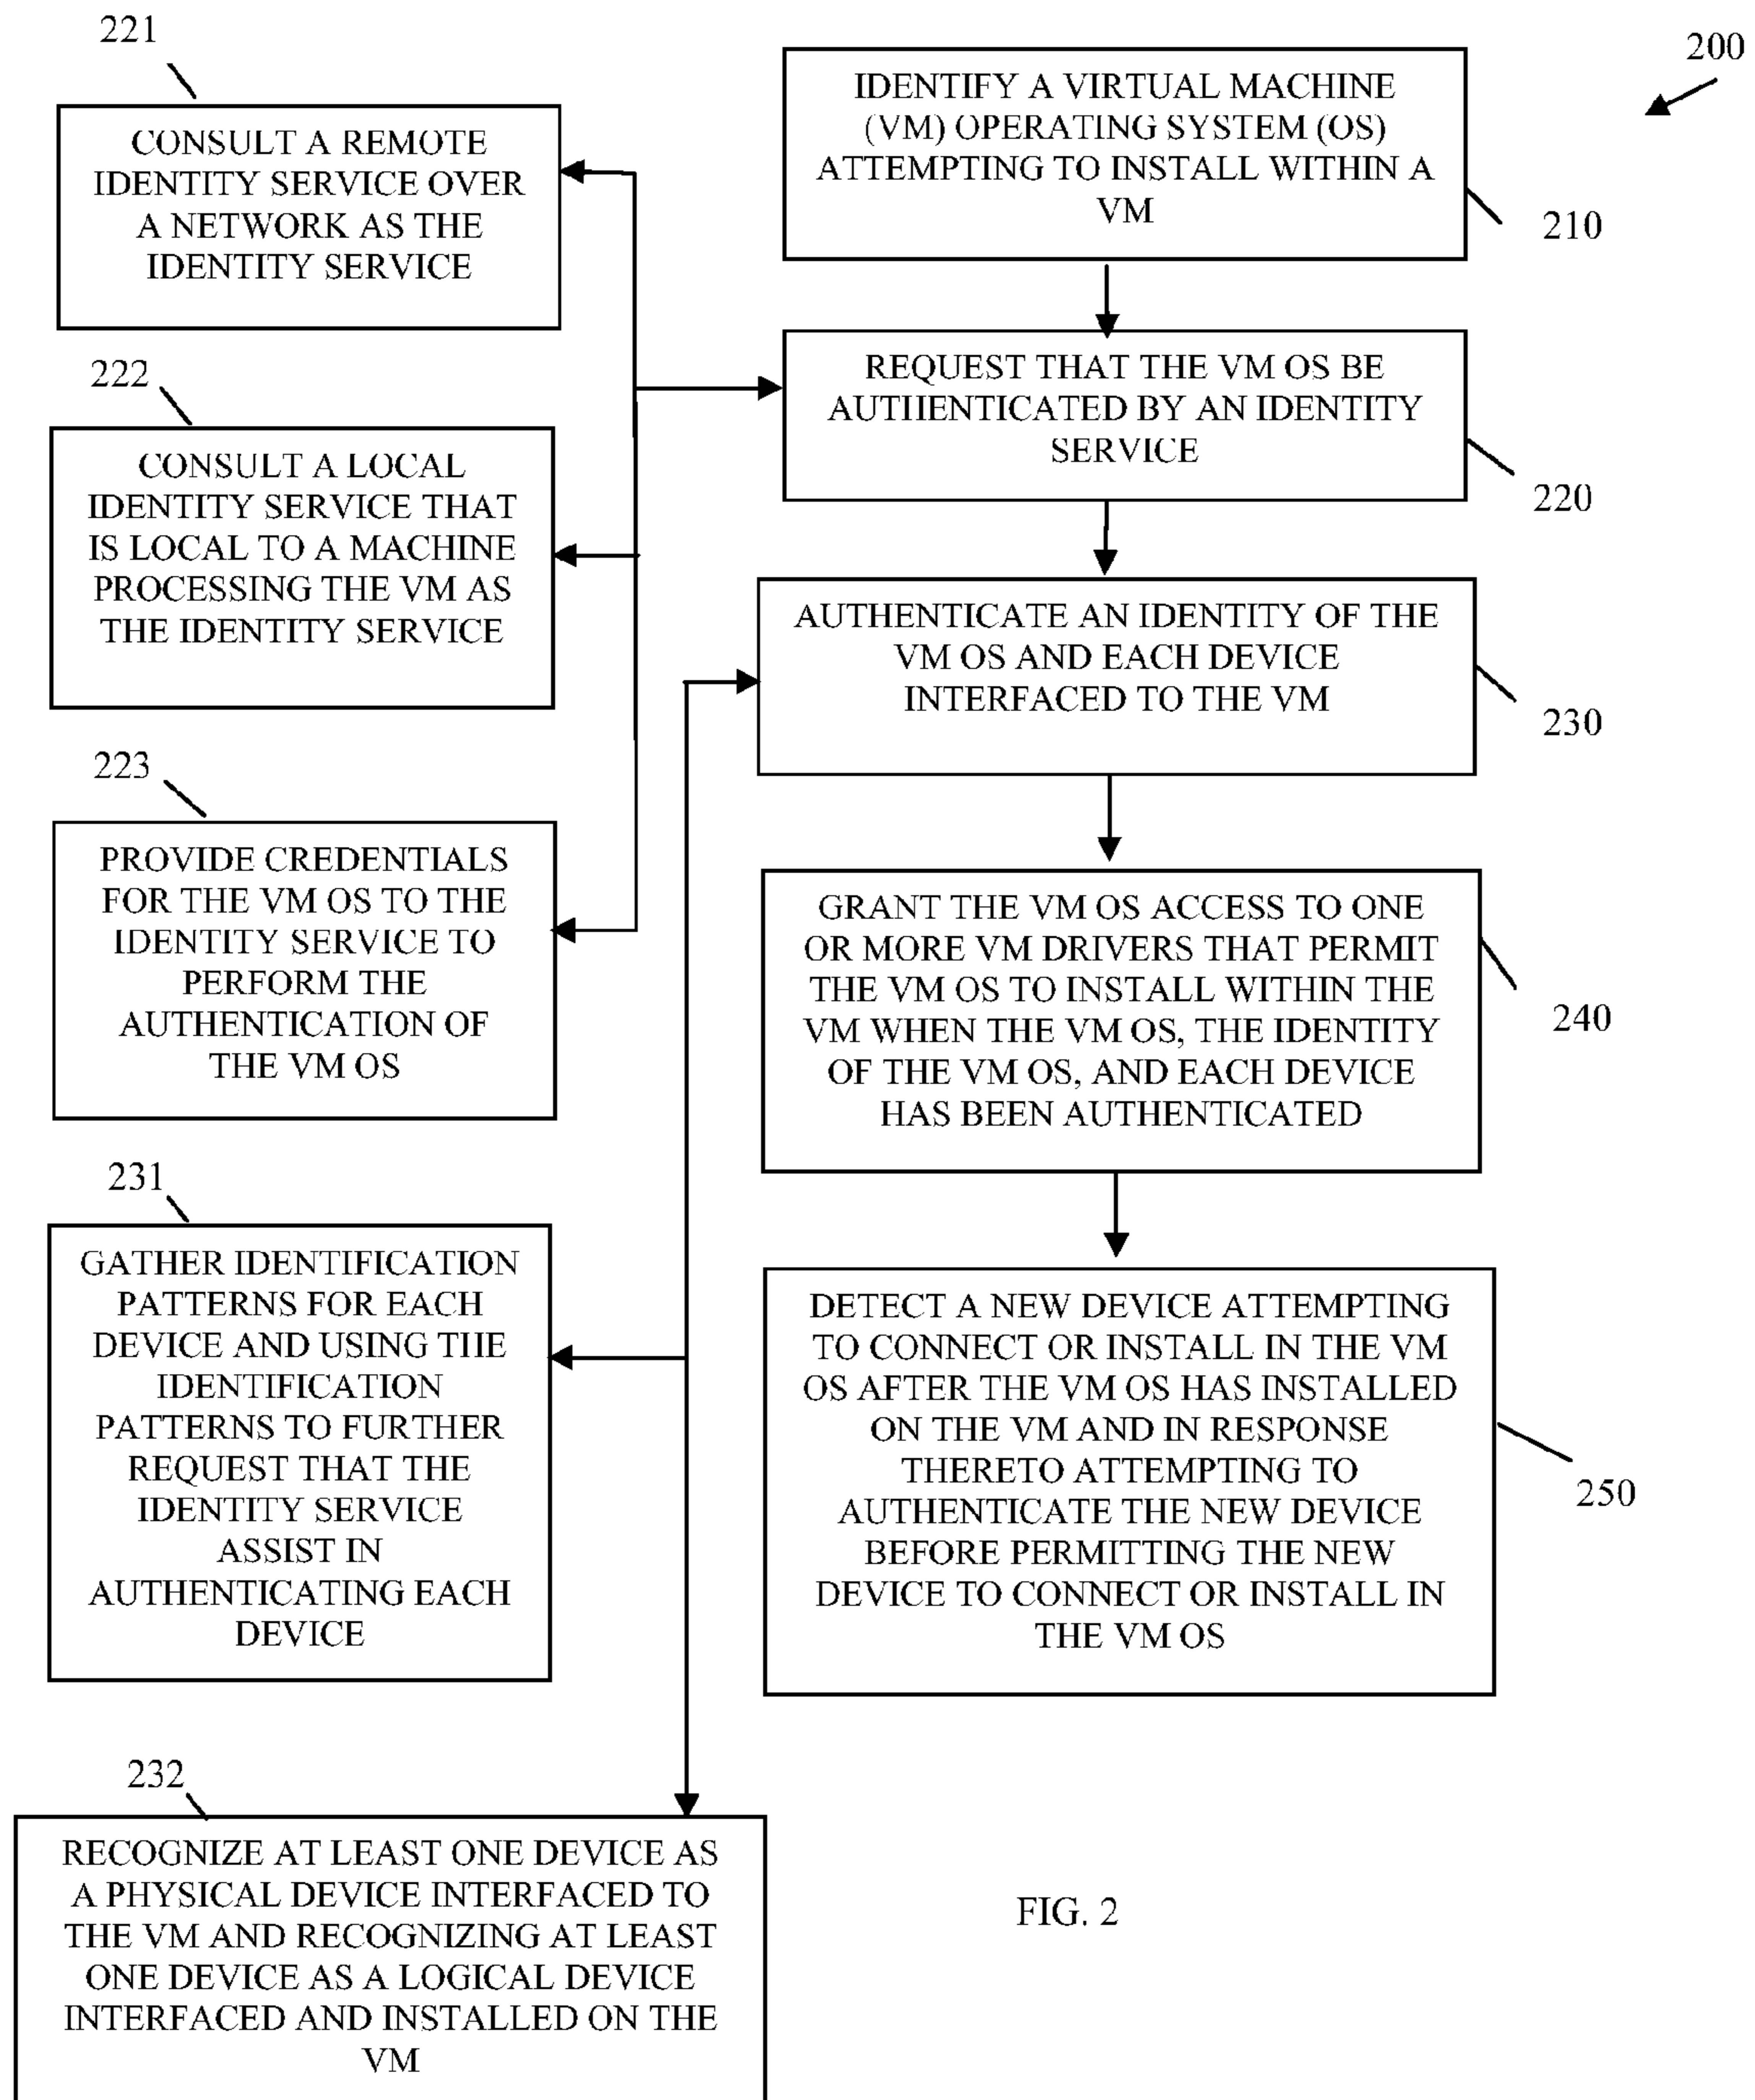 200
IDENTIFY A VIRTUAL MACHINE
(VM) OPERATING SYSTEM (OS)
ATTEMPTING TO INSTALL WITHIN A
VM
210
REQUEST THAT THE VM OS BE
AUTHENTICATED BY AN IDENTITY
SERVICE
220
221
CONSULT A REMOTE
IDENTITY SERVICE OVER
A NETWORK AS THE
IDENTITY SERVICE
222
CONSULT A LOCAL
IDENTITY SERVICE THAT
IS LOCAL TO A MACHINE
PROCESSING THE VM AS
THE IDENTITY SERVICE
223
PROVIDE CREDENTIALS
FOR THE VM OS TO THE
IDENTITY SERVICE TO
PERFORM THE
AUTHENTICATION OF
THE VM OS
AUTHENTICATE AN IDENTITY OF THE
VM OS AND EACH DEVICE
INTERFACED TO THE VM
230
231
GATHER IDENTIFICATION
PATTERNS FOR EACH
DEVICE AND USING THE
IDENTIFICATION
PATTERNS TO FURTHER
REQUEST THAT THE
IDENTITY SERVICE
ASSIST IN
AUTHENTICATING EACH
DEVICE
232
RECOGNIZE AT LEAST ONE DEVICE AS
A PHYSICAL DEVICE INTERFACED TO
THE VM AND RECOGNIZING AT LEAST
ONE DEVICE AS A LOGICAL DEVICE
INTERFACED AND INSTALLED ON THE
VM
GRANT THE VM OS ACCESS TO ONE
OR MORE VM DRIVERS THAT PERMIT
THE VM OS TO INSTALL WITHIN THE
VM WHEN THE VM OS, THE IDENTITY
OF THE VM OS, AND EACH DEVICE
HAS BEEN AUTHENTICATED
240
DETECT A NEW DEVICE ATTEMPTING
TO CONNECT OR INSTALL IN THE VM
OS AFTER THE VM OS HAS INSTALLED
ON THE VM AND IN RESPONSE
THERETO ATTEMPTING TO
AUTHENTICATE THE NEW DEVICE
BEFORE PERMITTING THE NEW
DEVICE TO CONNECT OR INSTALL IN
THE VM OS
250
FIG. 2